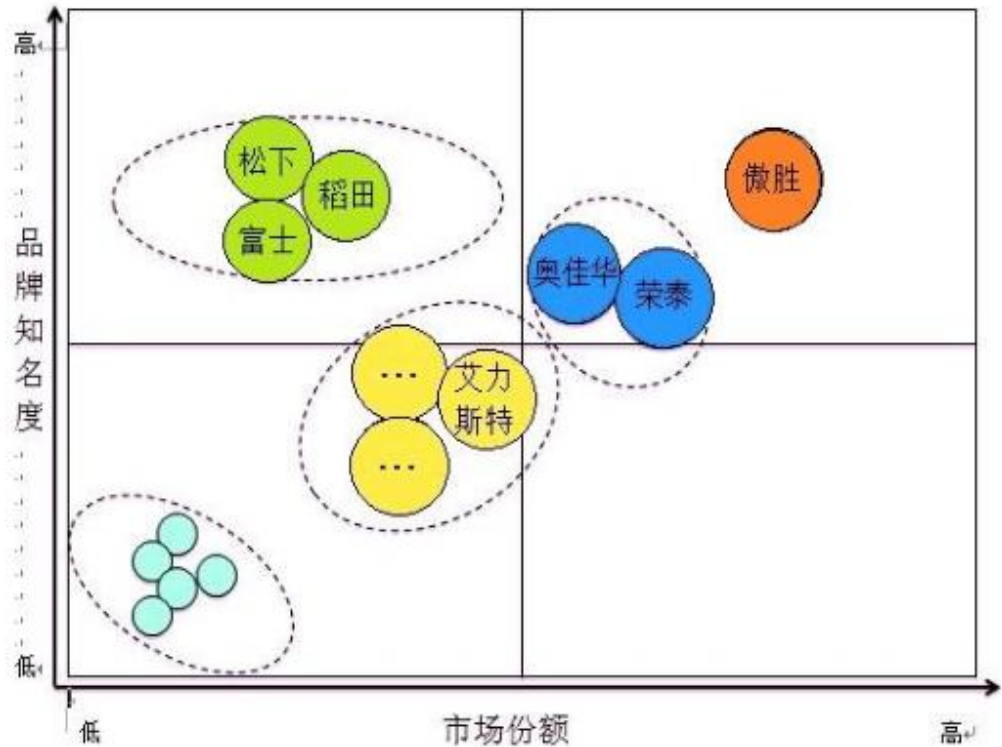 高
松下
稻田
富士
傲胜
奥佳华
荣泰
品牌知名度
...
艾力
斯特
...
低
低
市场份额
高